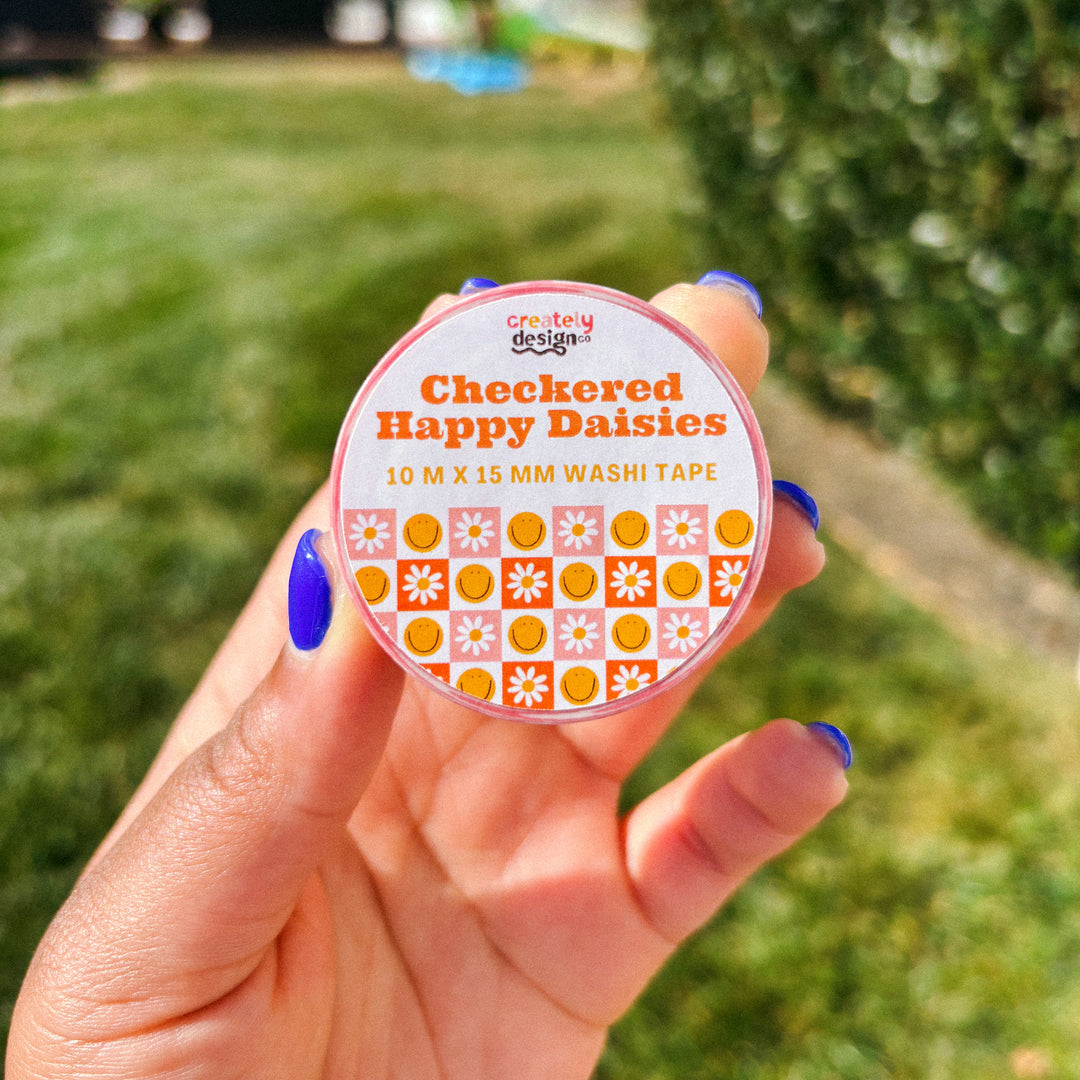 creately
design co
Checkered
Happy Daisies
10 M X 15 MM WASHI TAPE